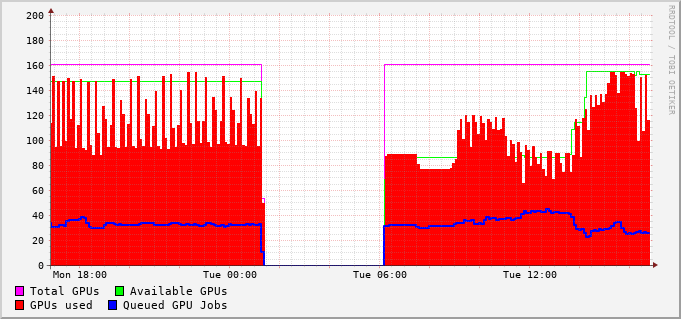 200
180
160
140
120
100
80
60
40
20
0
Mon 18:00 Tue 00:00 Tue 06:00 Tue 12:00
Total GPUs Available GPUs
GPUs used Queued GPU Jobs
RRDTOOL / TOBI OETIKER